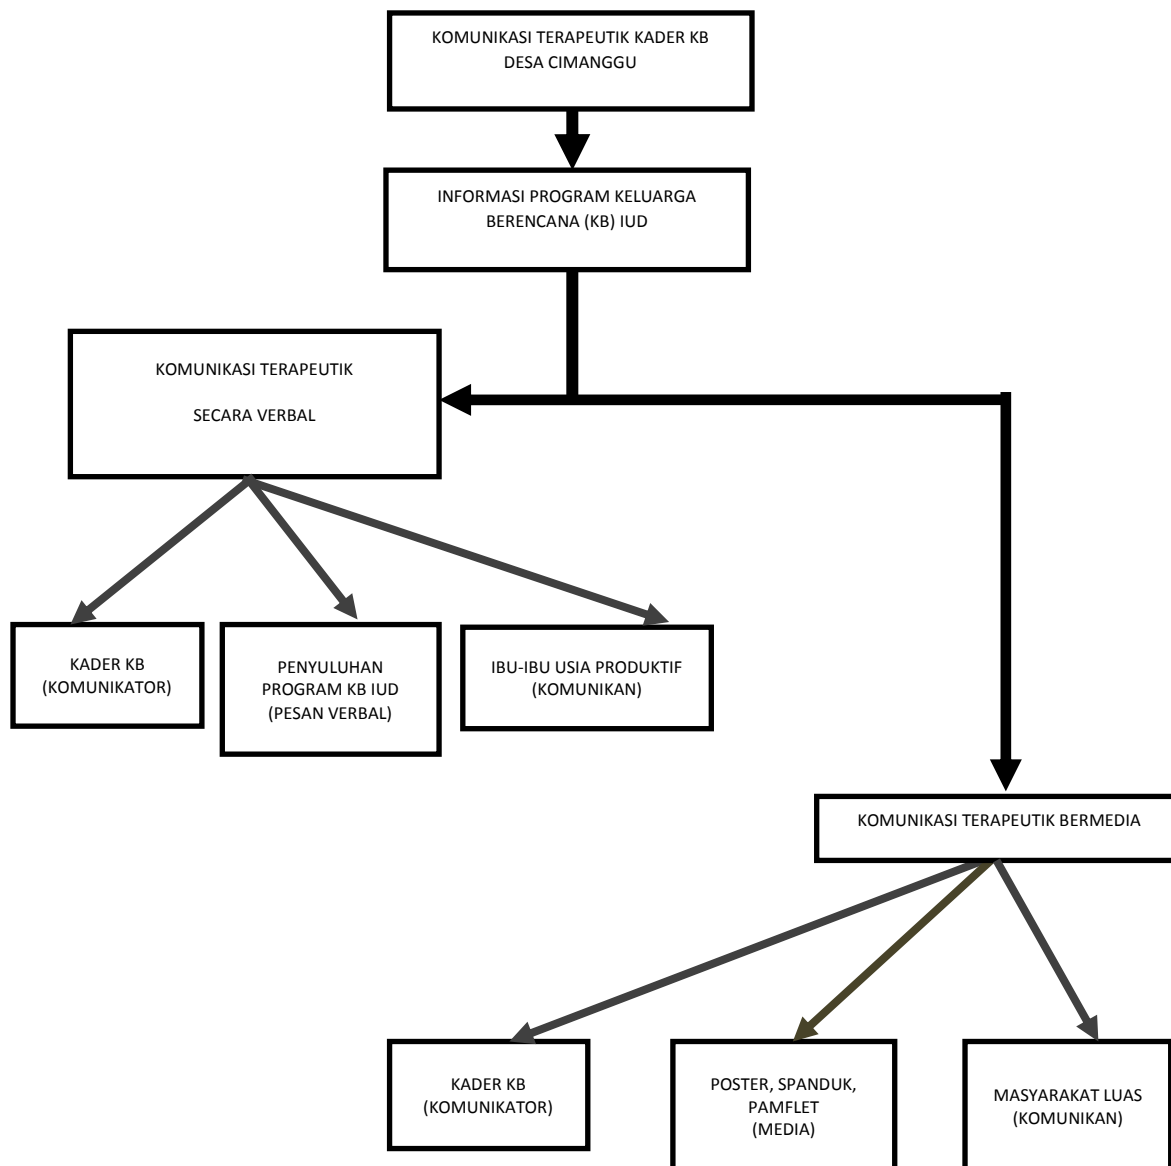 KOMUNIKASI TERAPEUTIK KADER KB
DESA CIMANGGU
INFORMASI PROGRAM KELUARGA
BERENCANA (KB) IUD
KOMUNIKASI TERAPEUTIK
SECARA VERBAL
KADER KB
(KOMUNIKATOR)
PENYULUHAN
PROGRAM KB IUD
(PESAN VERBAL)
IBU-IBU USIA PRODUKTIF
(KOMUNIKAN)
KOMUNIKASI TERAPEUTIK BERMEDIA
KADER KB
(KOMUNIKATOR)
POSTER, SPANDUK,
PAMFLET
(MEDIA)
MASYARAKAT LUAS
(KOMUNIKAN)